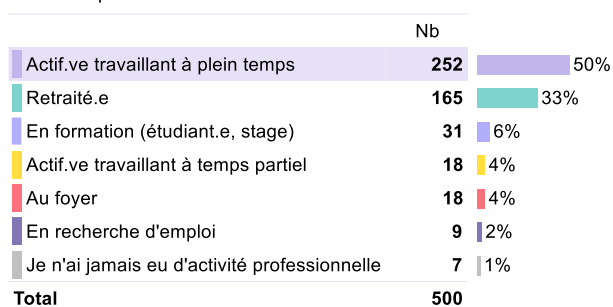 Nb
Actif.ve travaillant à plein temps 252 50%
Retraité.e 165 33%
En formation (étudiant.e, stage) 31 6%
Actif.ve travaillant à temps partiel 18 4%
Au foyer 18 4%
En recherche d'emploi 9 2%
Je n'ai jamais eu d'activité professionnelle 7 1%
Total 500